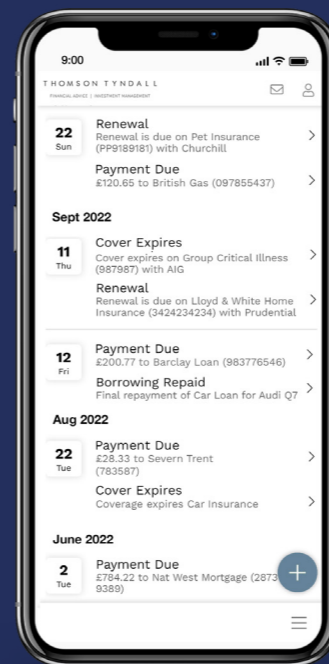 9:00
THOMSON TYNDALL
FINANCIAL ADVICE | INVESTMENT MANAGEMENT
22
Sun
Renewal
Renewal is due on Pet Insurance
(PP9189181) with Churchill
Payment Due
£120.65 to British Gas (097855437)
Sept 2022
11
Thu
Cover Expires
Cover expires on Group Critical Illness
(987987) with AIG
Renewal
Renewal is due on Lloyd & White Home
Insurance (3424234234) with Prudential
12
Fri
Payment Due
£200.77 to Barclay Loan (983776546)
Borrowing Repaid
Final repayment of Car Loan for Audi Q7
Aug 2022
22
Tue
Payment Due
£28.33 to Severn Trent
(783587)
Cover Expires
Coverage expires Car Insurance
June 2022
2
Tue
Payment Due
£784.22 to Nat West Mortgage (2873
9389)